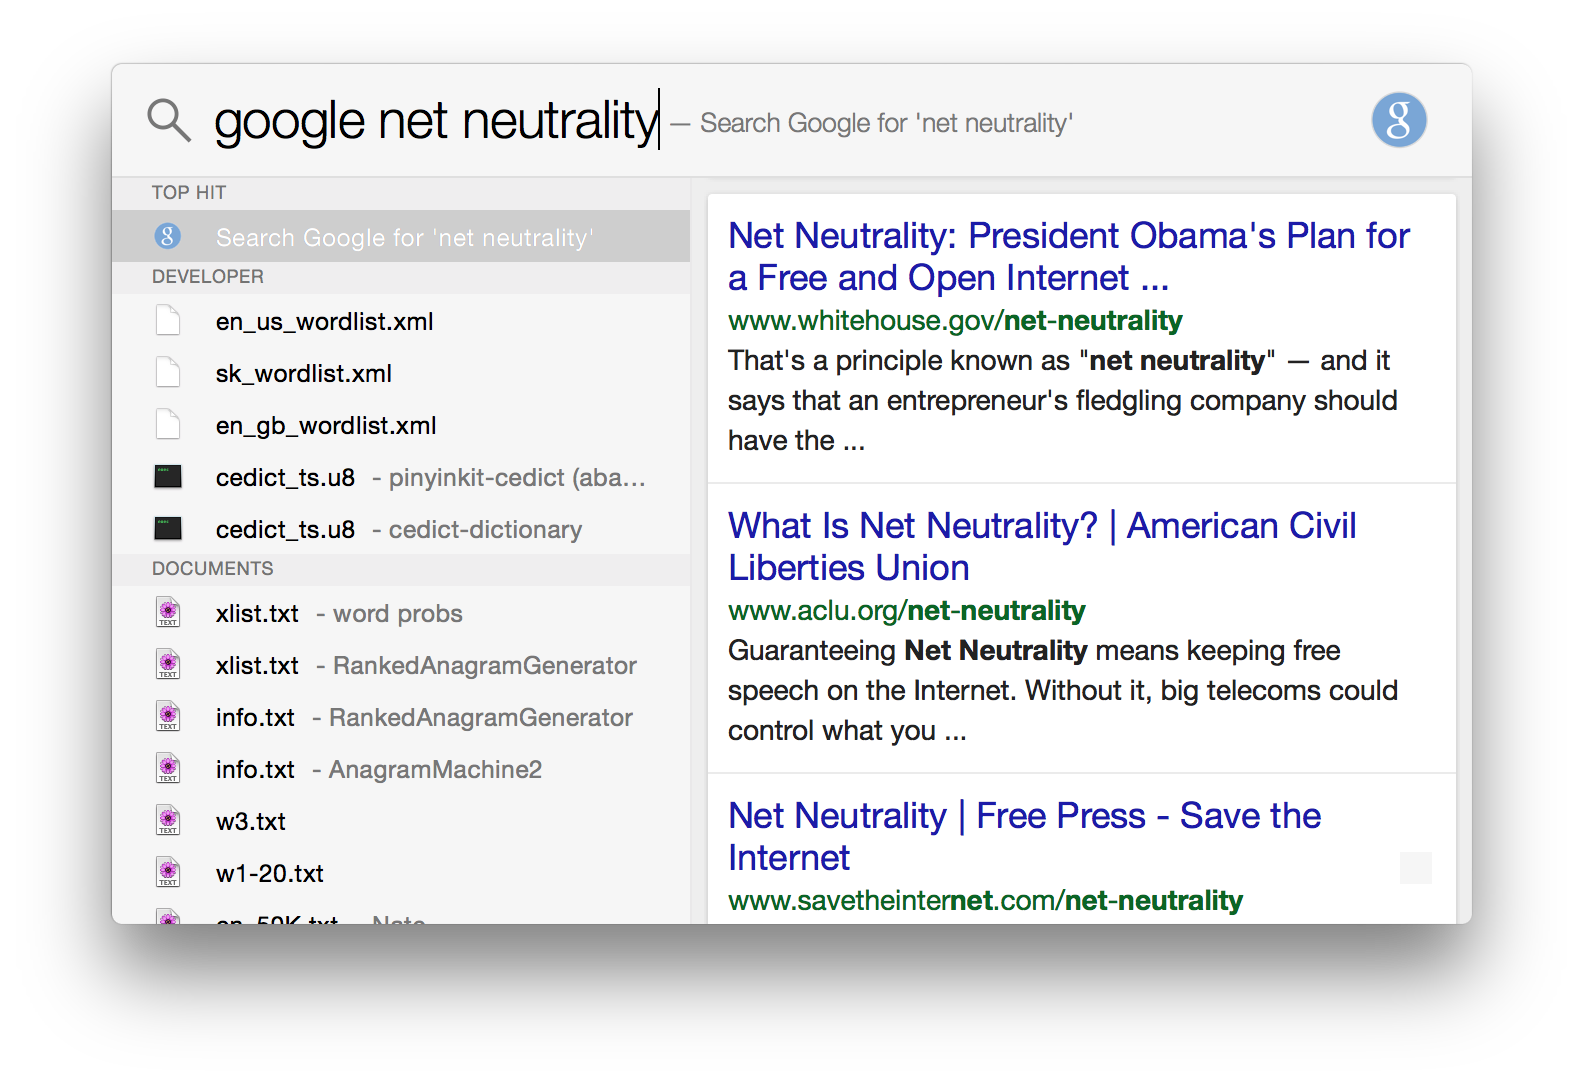 google net neutrality — Search Google for 'net neutrality'
g
TOP HIT
g Search Google for 'net neutrality'
DEVELOPER
en_us_wordlist.xml
sk_wordlist.xml
en_gb_wordlist.xml
cedict_ts.u8 - pinyinkit-cedict (aba...
cedict_ts.u8 - cedict-dictionary
DOCUMENTS
TEXT xlist.txt - word probs
TEXT xlist.txt - RankedAnagramGenerator
TEXT info.txt - RankedAnagramGenerator
TEXT info.txt - AnagramMachine2
TEXT w3.txt
TEXT w1-20.txt
Net Neutrality: President Obama's Plan for
a Free and Open Internet ...
www.whitehouse.gov/net-neutrality
That's a principle known as "net neutrality" — and it
says that an entrepreneur's fledgling company should
have the ...
What Is Net Neutrality? | American Civil
Liberties Union
www.aclu.org/net-neutrality
Guaranteeing Net Neutrality means keeping free
speech on the Internet. Without it, big telecoms could
control what you ...
Net Neutrality | Free Press - Save the
Internet
www.savetheinternet.com/net-neutrality